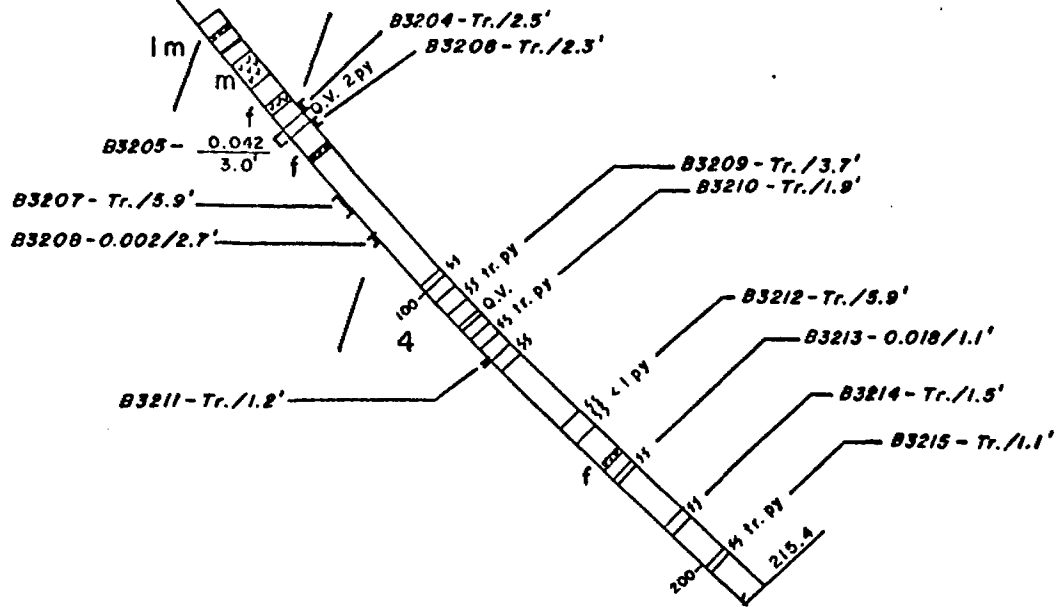 B3204-Tr./2.5'
B3206-Tr./2.3'
1m
m
Q.V. 2py
f
B3205- 0.042
3.0'
f
B3207-Tr./5.9'
B3208-0.002/2.7'
B3209-Tr./3.7'
B3210-Tr./1.9'
tr. py
Q.V.
tr. py
100
4
B3211-Tr./1.2'
B3212-Tr./5.9'
<1 py
B3213-0.018/1.1'
B3214-Tr./1.5'
f
B3215-Tr./1.1'
tr. py
200
215.4